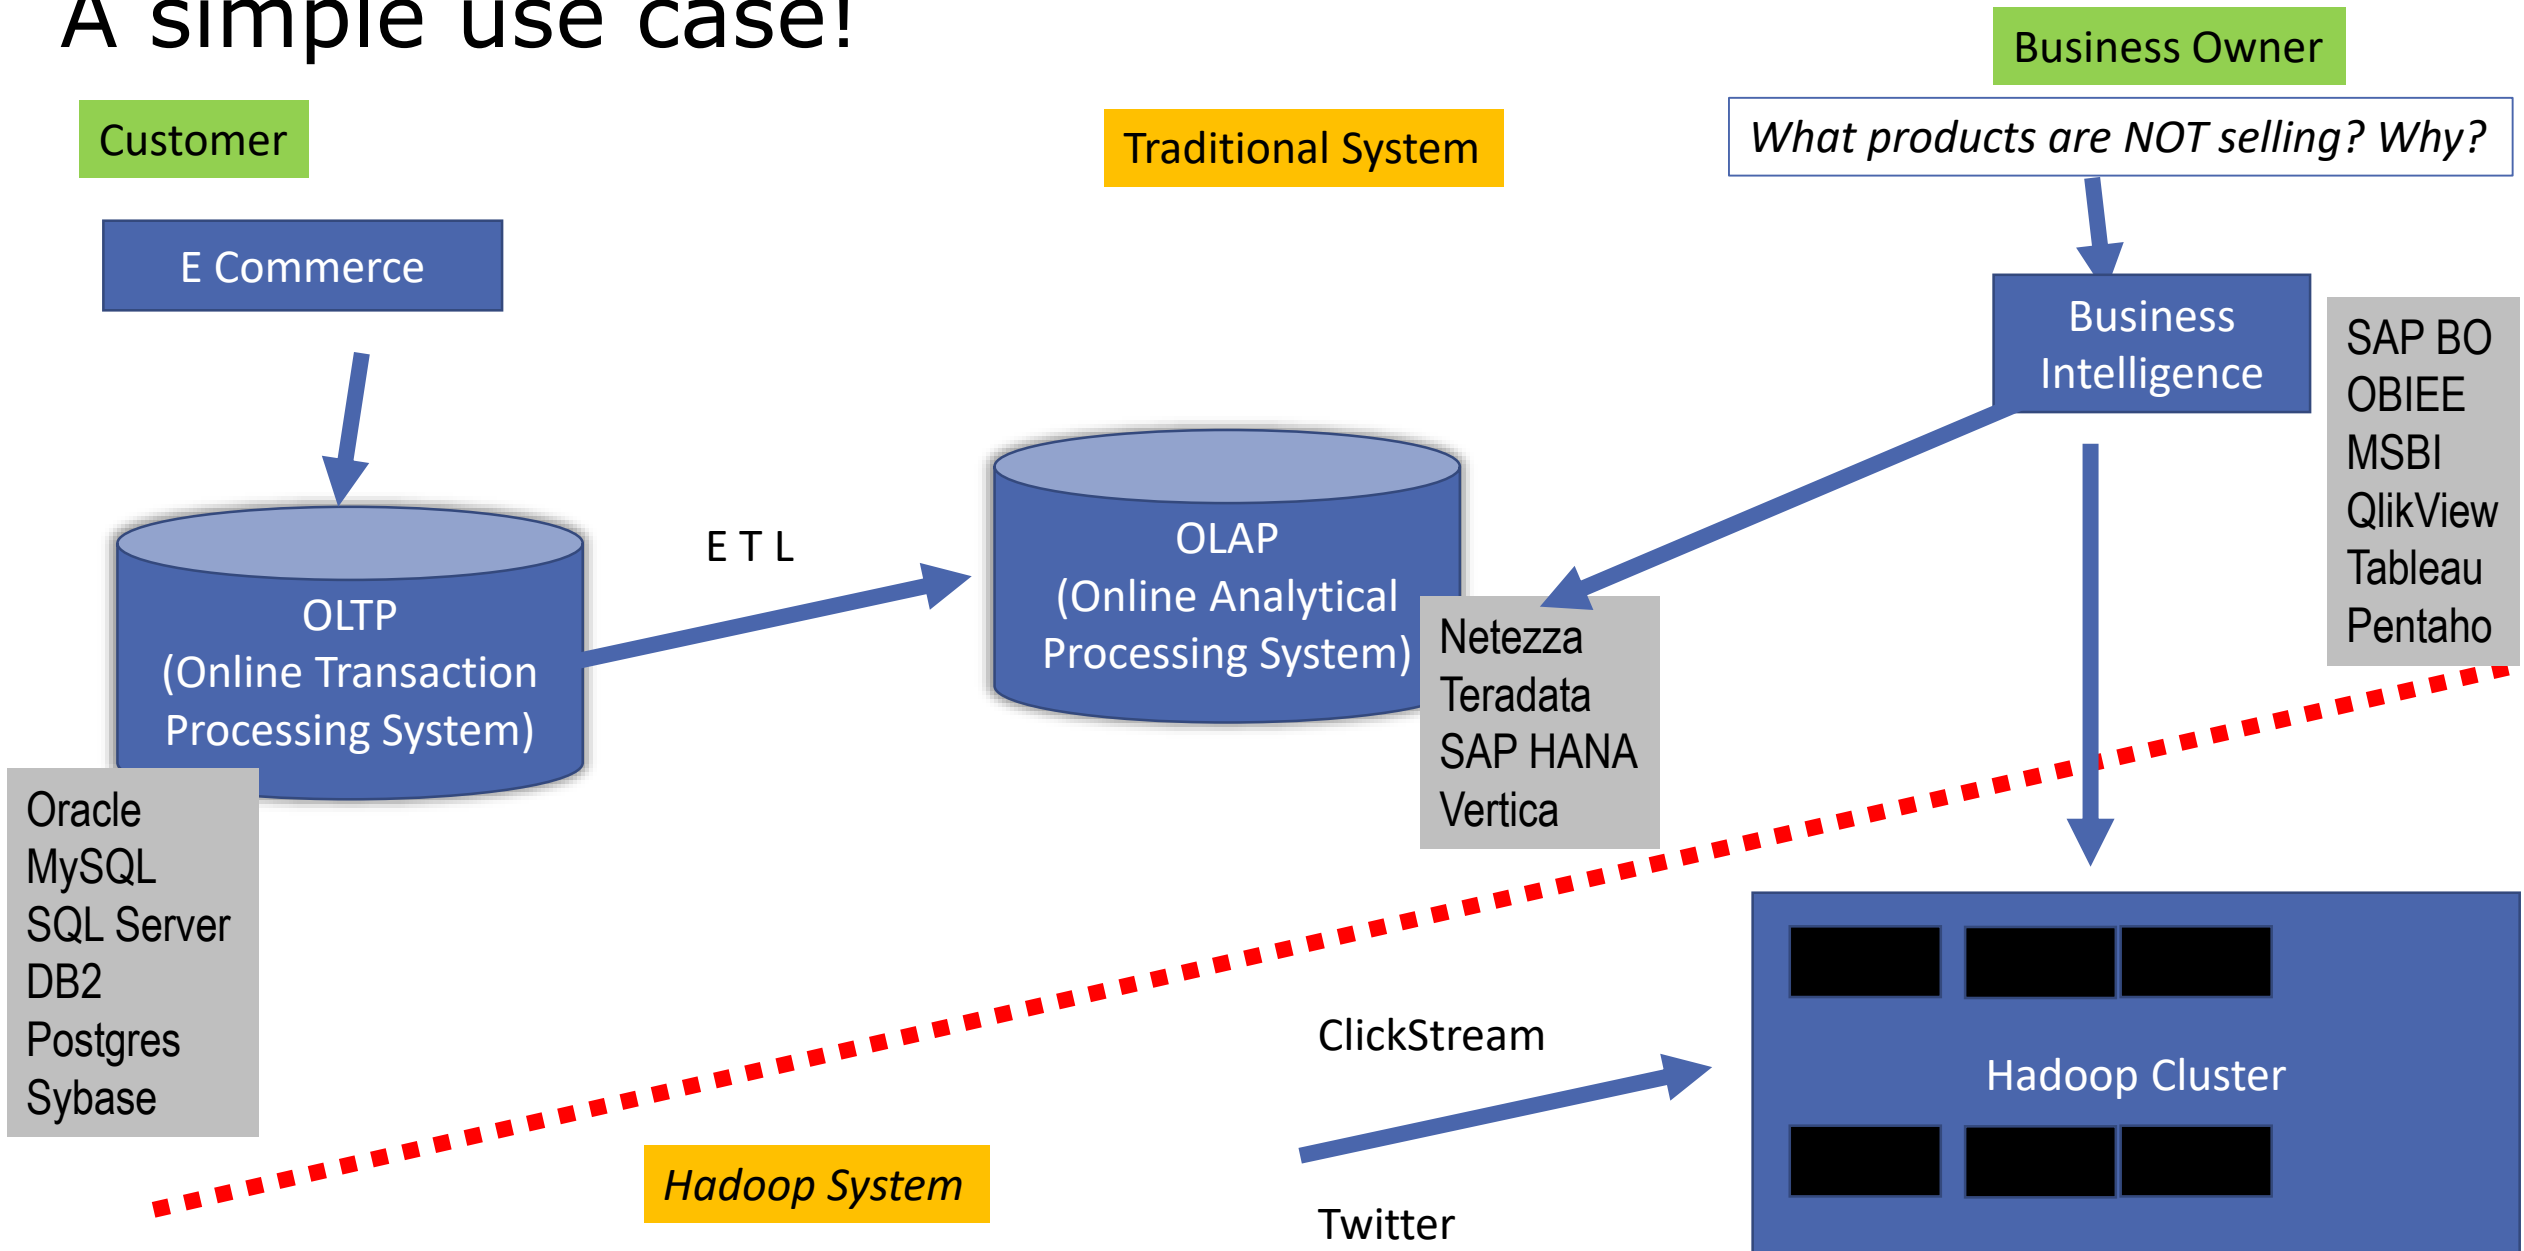 A simple use case!
Business Owner
Customer
Traditional System
What products are NOT selling? Why?
E Commerce
Business
Intelligence
SAP BO
OBIEE
MSBI
QlikView
Tableau
Pentaho
E T L
OLAP
(Online Analytical
Processing System)
OLTP
(Online Transaction
Processing System)
Netezza
Teradata
SAP HANA
Vertica
Oracle
MySQL
SQL Server
DB2
Postgres
Sybase
ClickStream
Hadoop Cluster
Hadoop System
Twitter